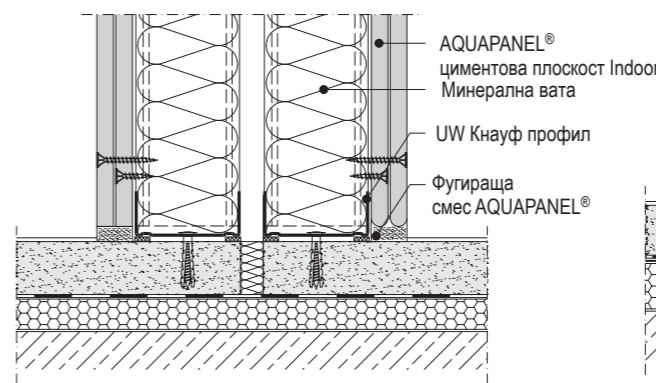 AQUAPANEL®
циментова плоскост Indoor
Минерална вата
UW Кнауф профил
Фугираща
смес AQUAPANEL®